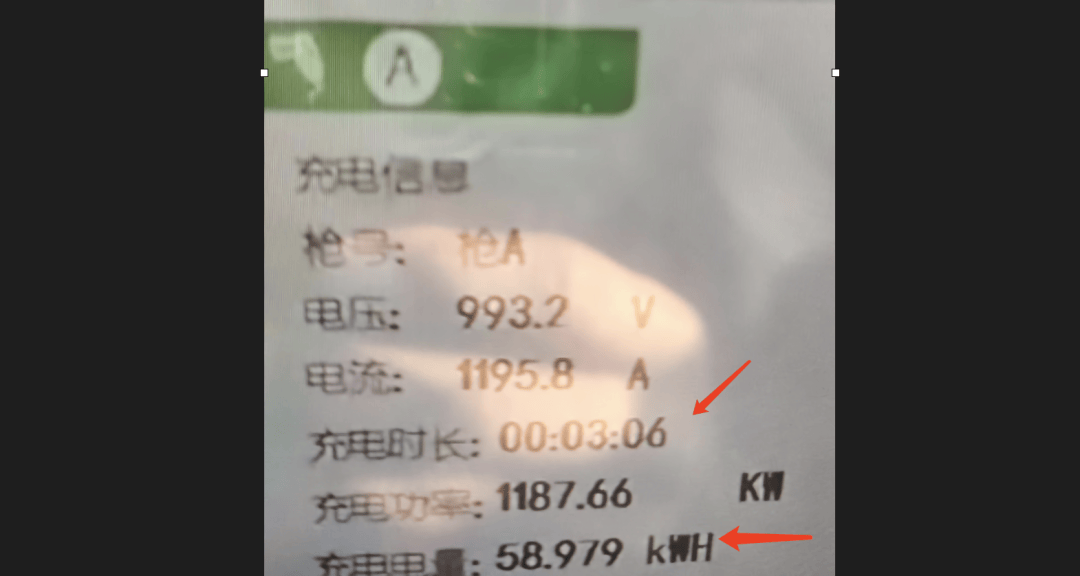 A
充电信息
枪号: 枪A
电压: 993.2 V
电流: 1195.8 A
充电时长: 00:03:06
充电功率: 1187.66 KW
充电电量: 58.979 kWH